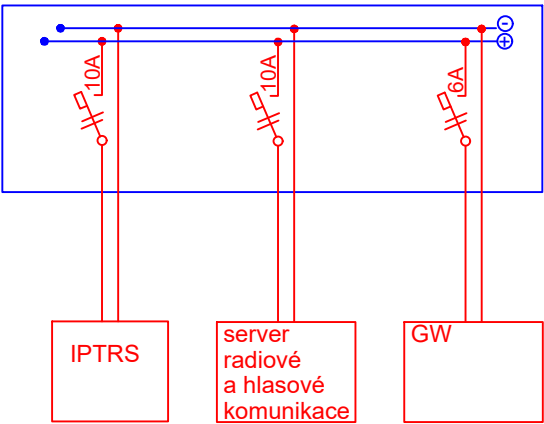 -
+
10A
10A
6A
IPTRS
server
radiové
a hlasové
komunikace
GW